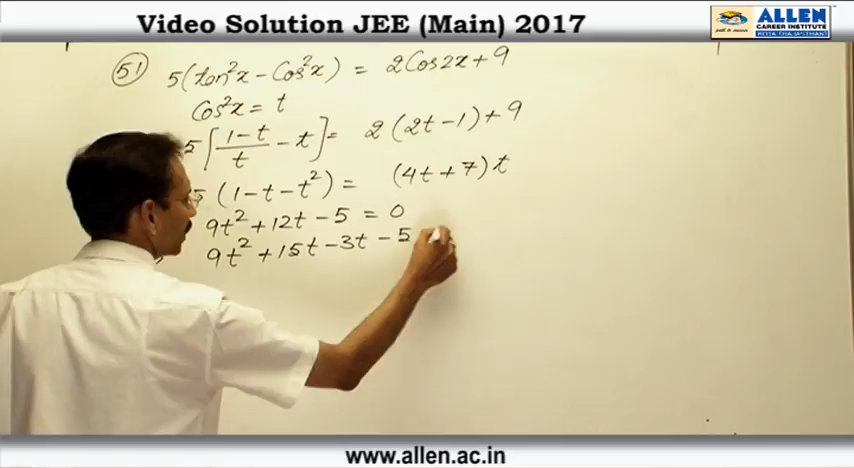 Video Solution JEE (Main) 2017
ALLEN
CAREER INSTITUTE
KOTA (RAJASTHAN)
51 5(tan²x - Cos²x) = 2Cos2x + 9
Cos²x = t
5[(1-t)/t - t] = 2(2t-1)+9
5(1-t-t²) = (4t+7)t
9t²+12t-5 = 0
9t²+15t-3t-5
www.allen.ac.in